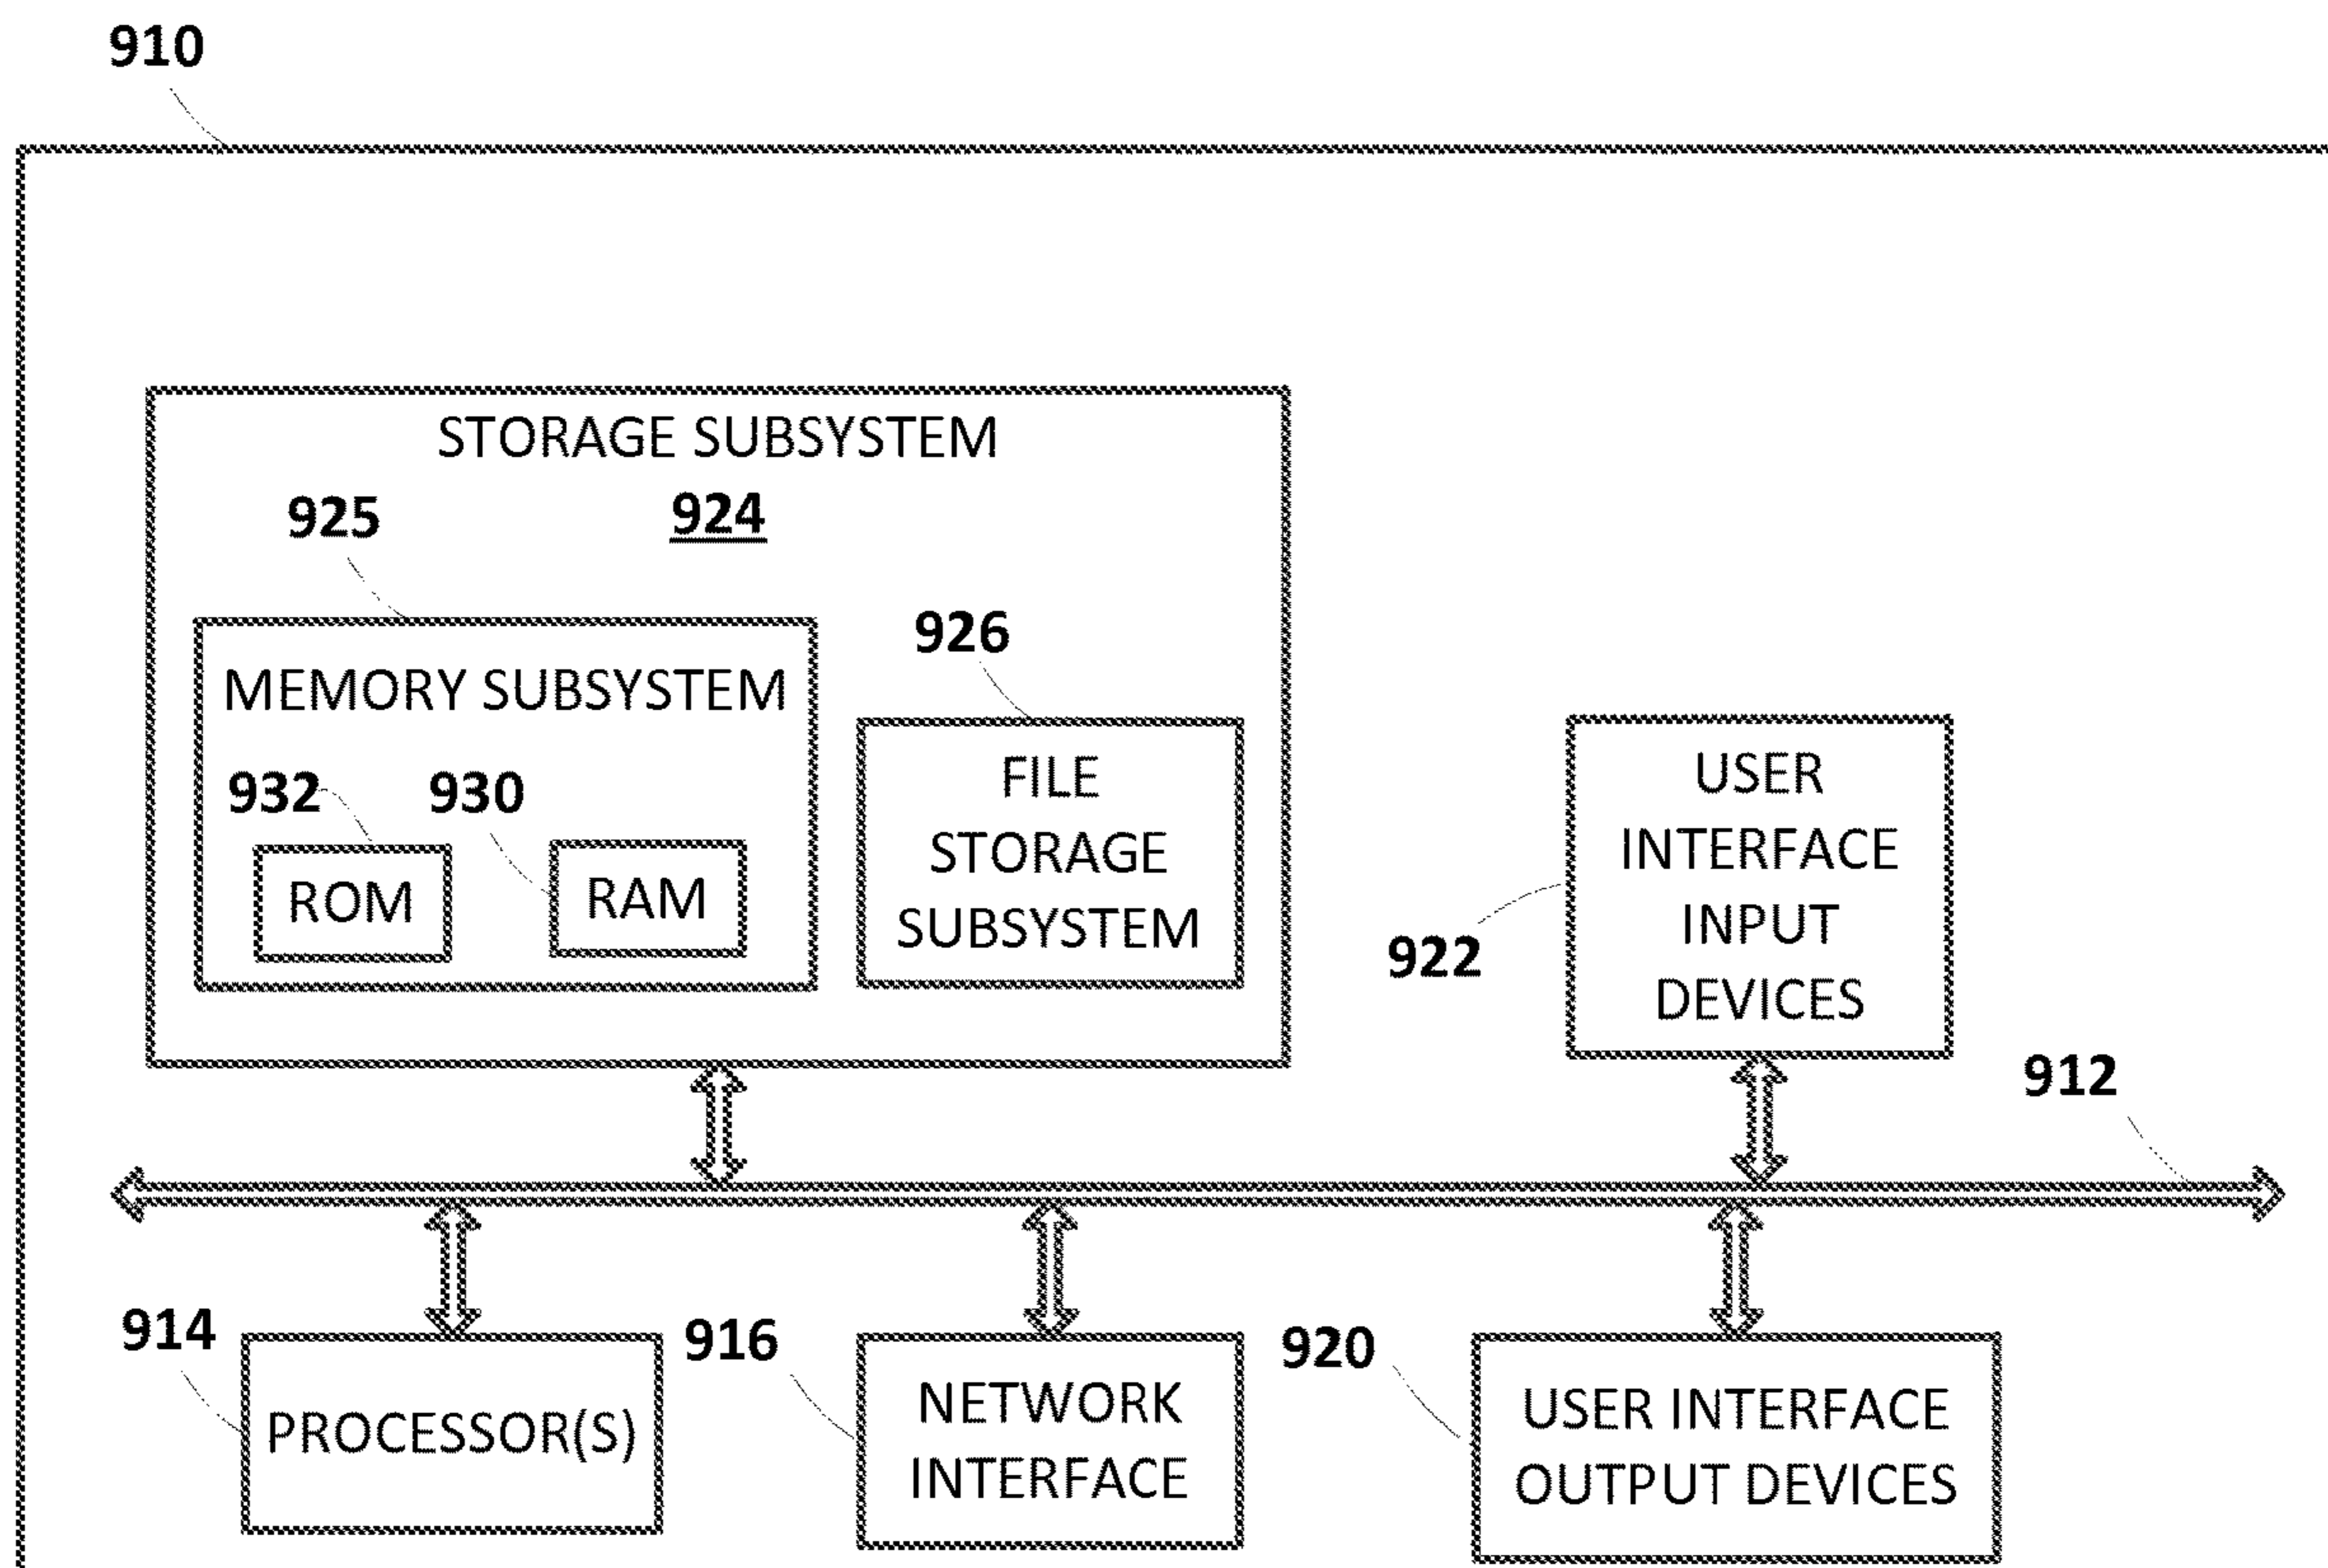 910
STORAGE SUBSYSTEM
924
925
MEMORY SUBSYSTEM
932
930
ROM
RAM
926
FILE
STORAGE
SUBSYSTEM
USER
INTERFACE
INPUT
DEVICES
922
912
914
PROCESSOR(S)
916
NETWORK
INTERFACE
920
USER INTERFACE
OUTPUT DEVICES